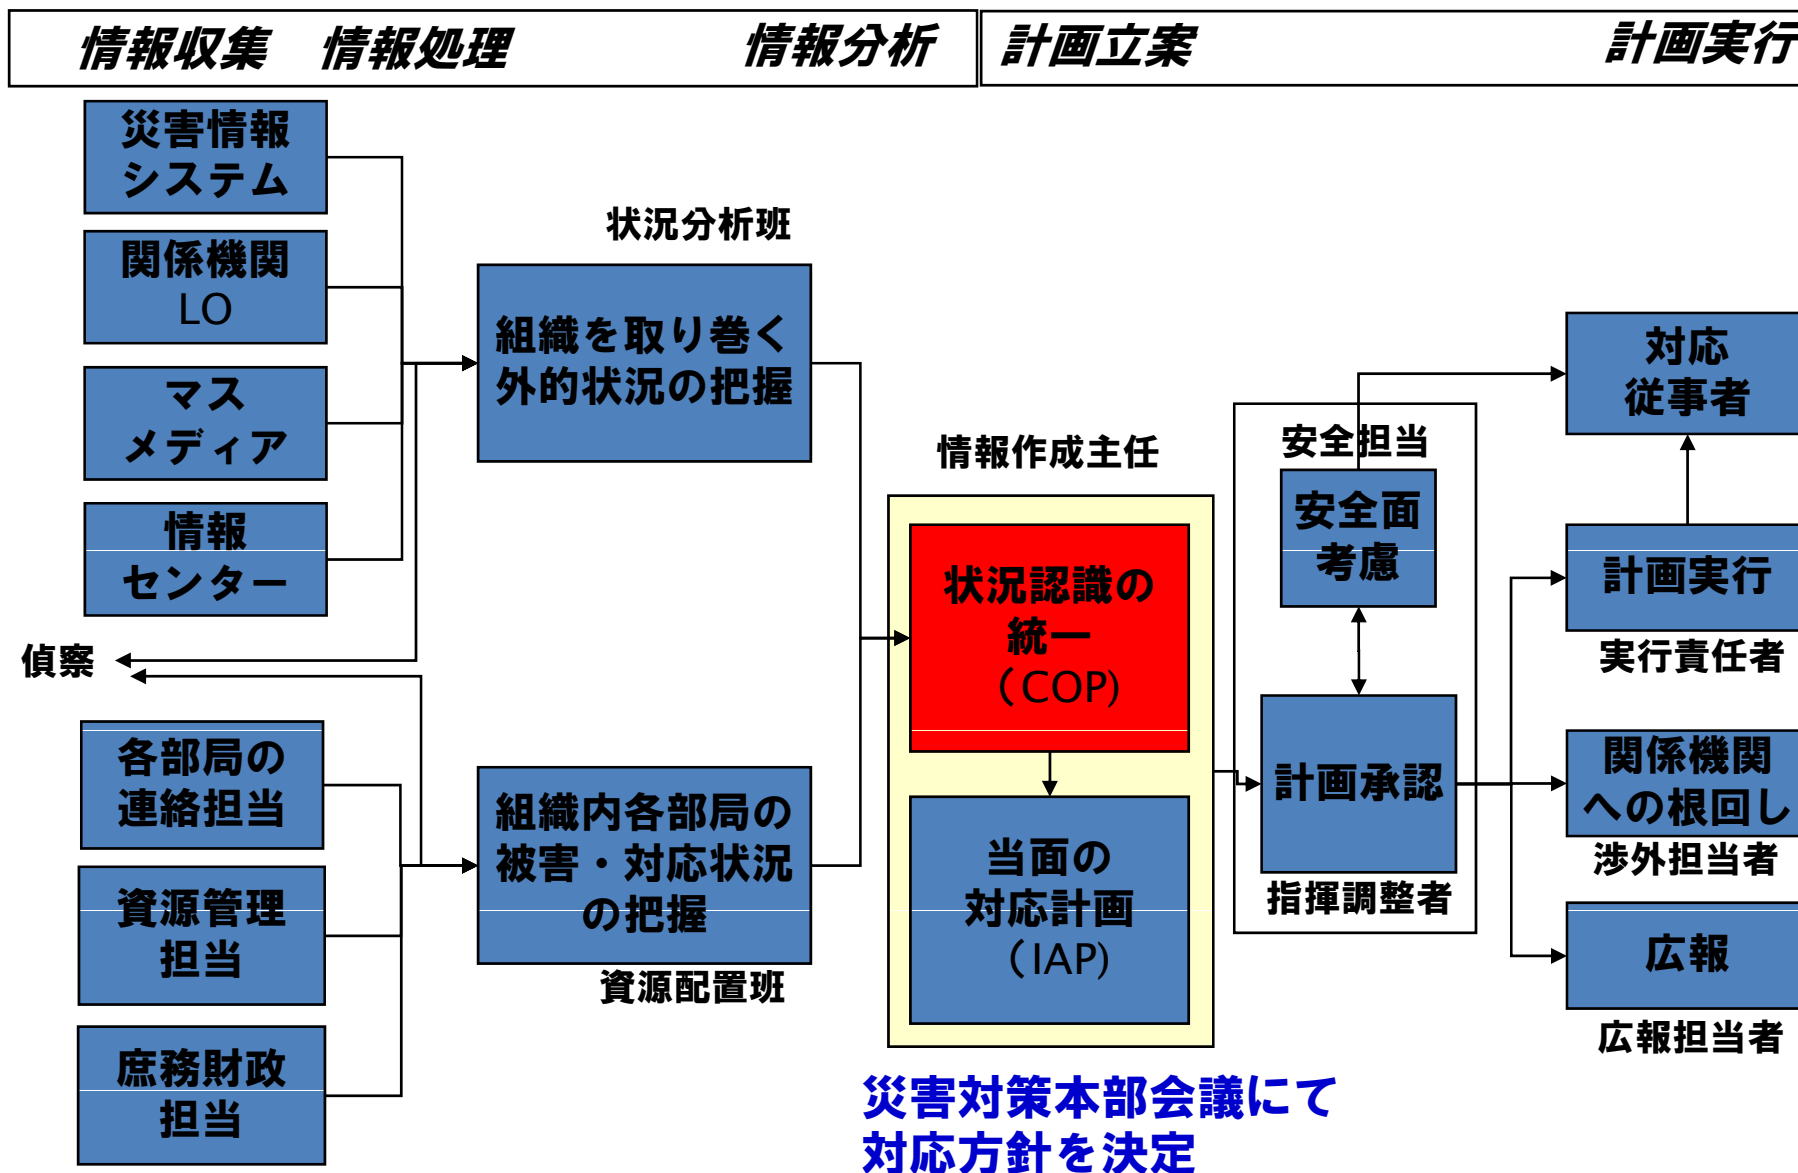 情報収集 情報処理 情報分析 計画立案 計画実行
災害情報
システム
関係機関
LO
マス
メディア
情報
センター
偵察
各部局の
連絡担当
資源管理
担当
庶務財政
担当
状況分析班
組織を取り巻く
外的状況の把握
組織内各部局の
被害・対応状況
の把握
資源配置班
情報作成主任
状況認識の
統一
(COP)
当面の
対応計画
(IAP)
災害対策本部会議にて
対応方針を決定
安全担当
安全面
考慮
計画承認
指揮調整者
対応
従事者
計画実行
実行責任者
関係機関
への根回し
渉外担当者
広報
広報担当者